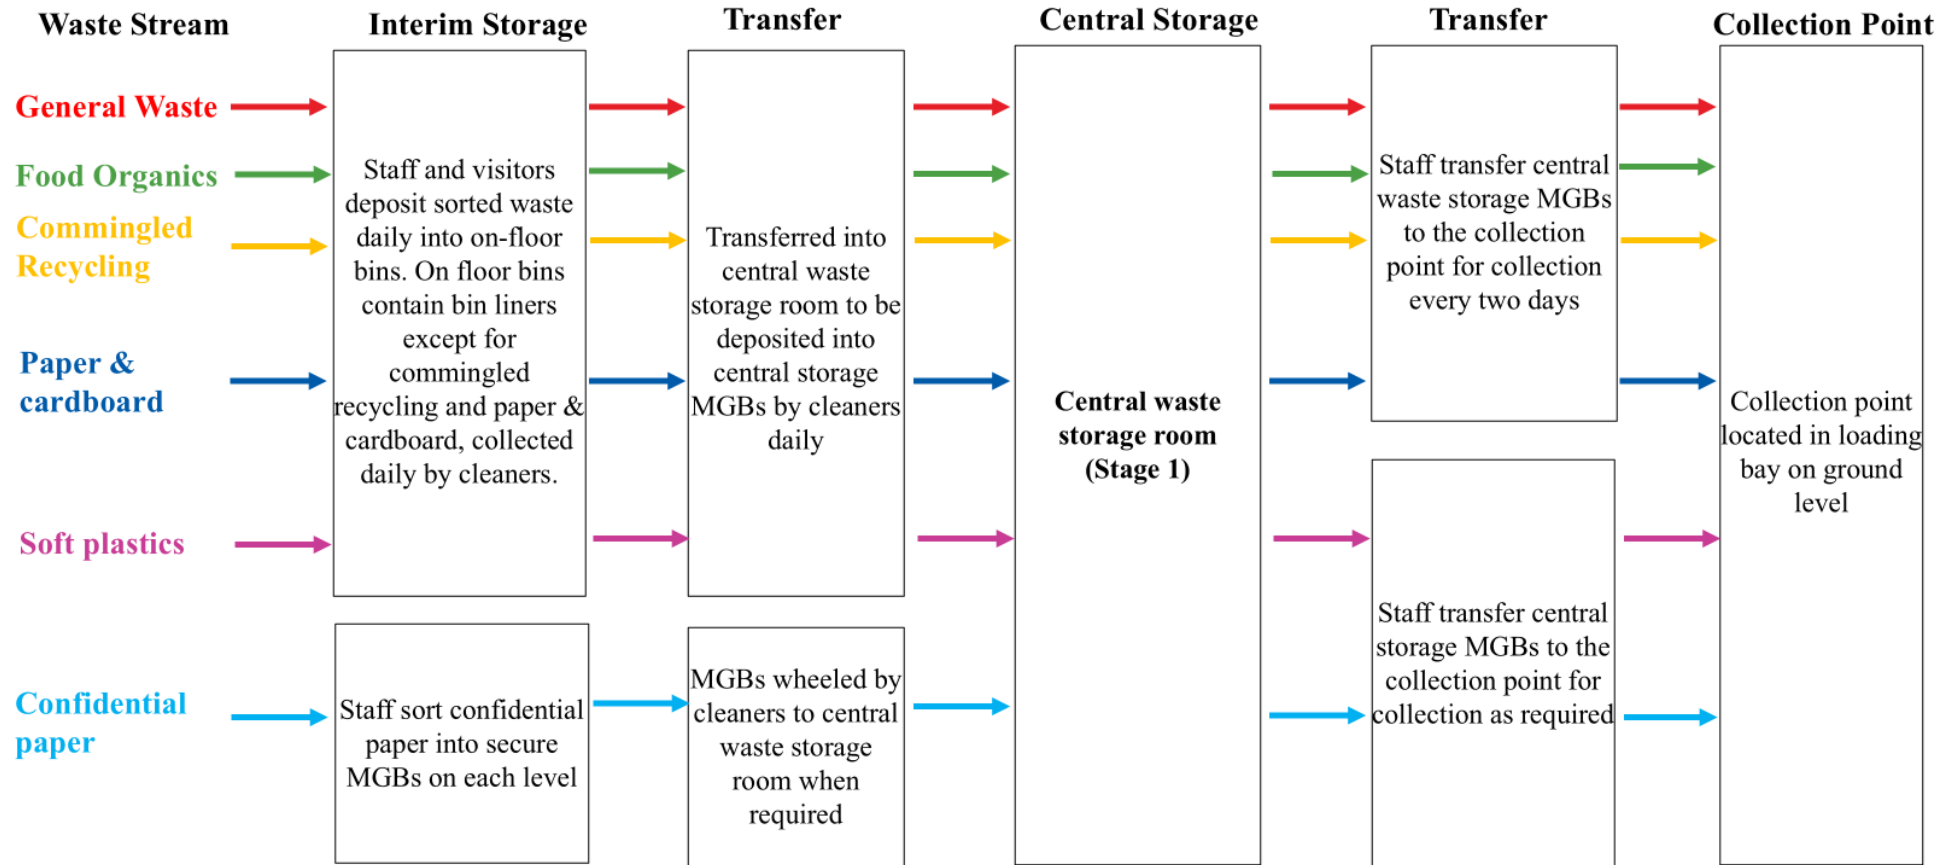 Waste Stream
Interim Storage
Transfer
Central Storage
Transfer
Collection Point
General Waste
Food Organics
Commingled
Recycling
Paper &
cardboard
Soft plastics
Confidential
paper
Staff and visitors
deposit sorted waste
daily into on-floor
bins. On floor bins
contain bin liners
except for
commingled
recycling and paper &
cardboard, collected
daily by cleaners.
Staff sort confidential
paper into secure
MGBs on each level
Transferred into
central waste
storage room to be
deposited into
central storage
MGBs by cleaners
daily
MGBs wheeled by
cleaners to central
waste storage
room when
required
Central waste
storage room
(Stage 1)
Staff transfer central
waste storage MGBs
to the collection
point for collection
every two days
Staff transfer central
storage MGBs to the
collection point for
collection as required
Collection point
located in loading
bay on ground
level